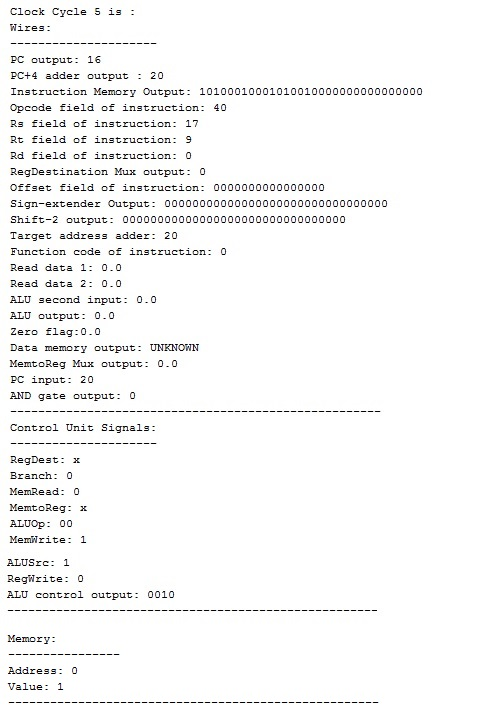 Clock Cycle 5 is :
Wires:
---------------------
PC output: 16
PC+4 adder output : 20
Instruction Memory Output: 10100010001010010000000000000000
Opcode field of instruction: 40
Rs field of instruction: 17
Rt field of instruction: 9
Rd field of instruction: 0
RegDestination Mux output: 0
Offset field of instruction: 0000000000000000
Sign-extender Output: 00000000000000000000000000000000
Shift-2 output: 00000000000000000000000000000000
Target address adder: 20
Function code of instruction: 0
Read data 1: 0.0
Read data 2: 0.0
ALU second input: 0.0
ALU output: 0.0
Zero flag:0.0
Data memory output: UNKNOWN
MemtoReg Mux output: 0.0
PC input: 20
AND gate output: 0
-----------------------------------------------------
Control Unit Signals:
---------------------
RegDest: x
Branch: 0
MemRead: 0
MemtoReg: x
ALUOp: 00
MemWrite: 1
ALUSrc: 1
RegWrite: 0
ALU control output: 0010
-----------------------------------------------------
Memory:
----------------
Address: 0
Value: 1
-----------------------------------------------------